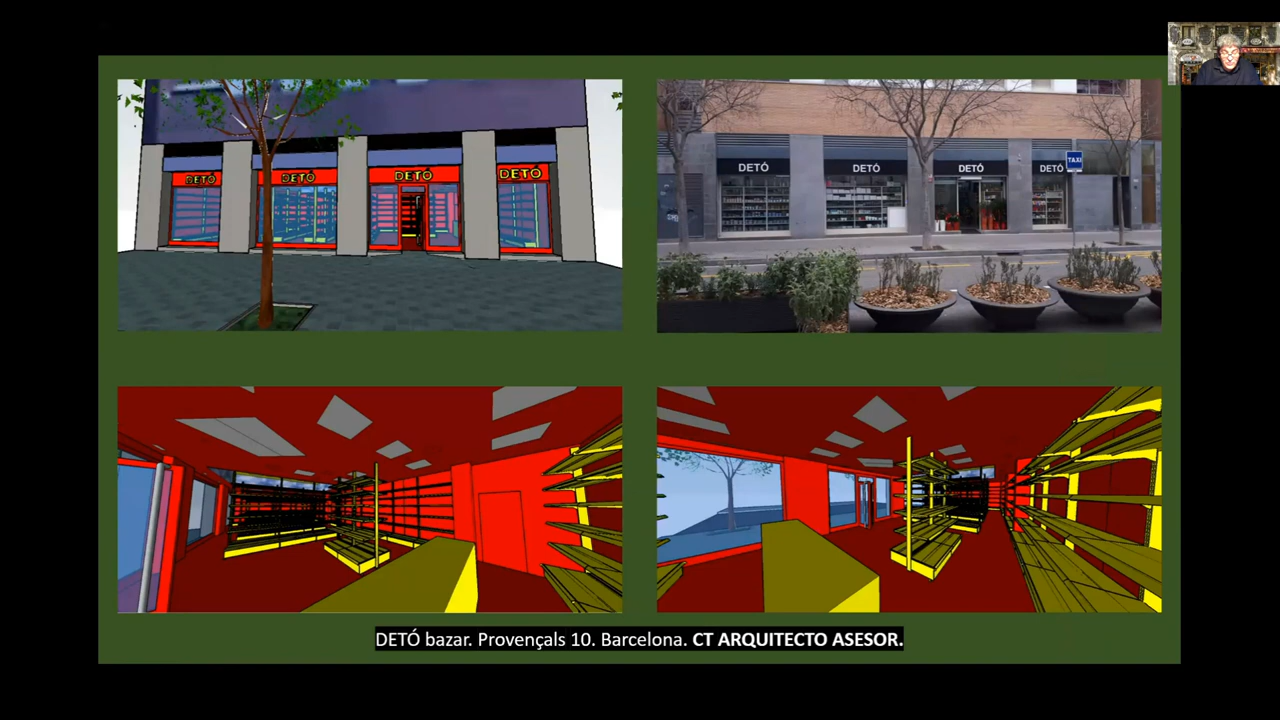 DETÓ
DETÓ
DETÓ
DETÓ
DETÓ
DETÓ
DETÓ
DETÓ
TAXI
DETÓ bazar. Provençals 10. Barcelona. CT ARQUITECTO ASESOR.